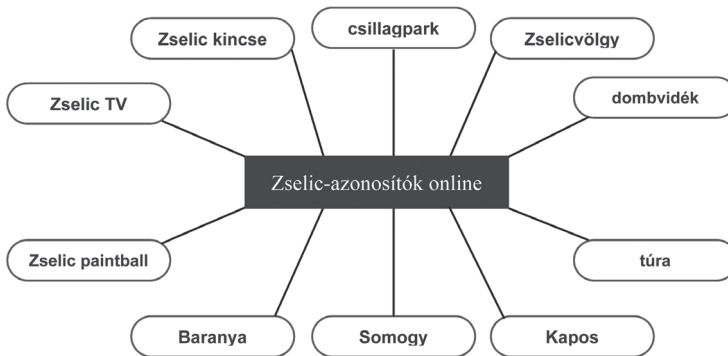 Zselic kincse
csillagpark
Zselicvölgy
Zselic TV
dombvidék
Zselic-azonosítók online
Zselic paintball
túra
Baranya
Somogy
Kapos